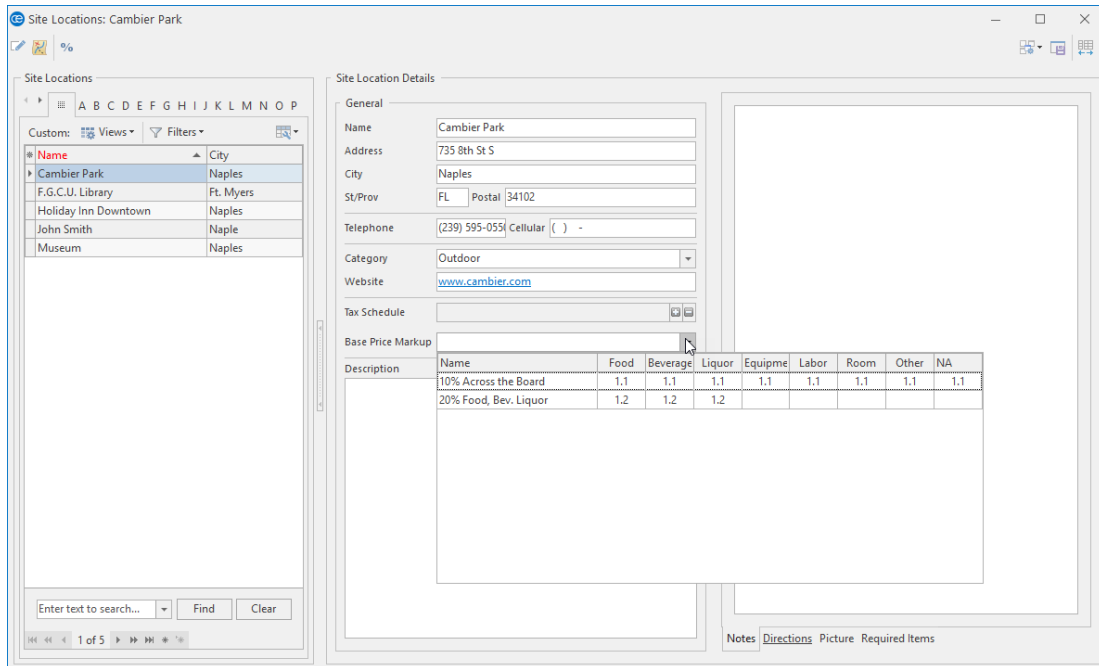 Site Locations: Cambier Park
%
Site Locations
A B C D E F G H I J K L M N O P
Custom: Views Filters
Name City
Cambier Park Naples
F.G.C.U. Library Ft. Myers
Holiday Inn Downtown Naples
John Smith Naple
Museum Naples
Enter text to search... Find Clear
1 of 5
Site Location Details
General
Name Cambier Park
Address 735 8th St S
City Naples
St/Prov FL Postal 34102
Telephone (239) 595-055 Cellular ( ) -
Category Outdoor
Website www.cambier.com
Tax Schedule
Base Price Markup
Description
Name Food Beverage Liquor Equipme Labor Room Other NA
10% Across the Board 1.1 1.1 1.1 1.1 1.1 1.1 1.1 1.1
20% Food, Bev. Liquor 1.2 1.2 1.2
Notes Directions Picture Required Items